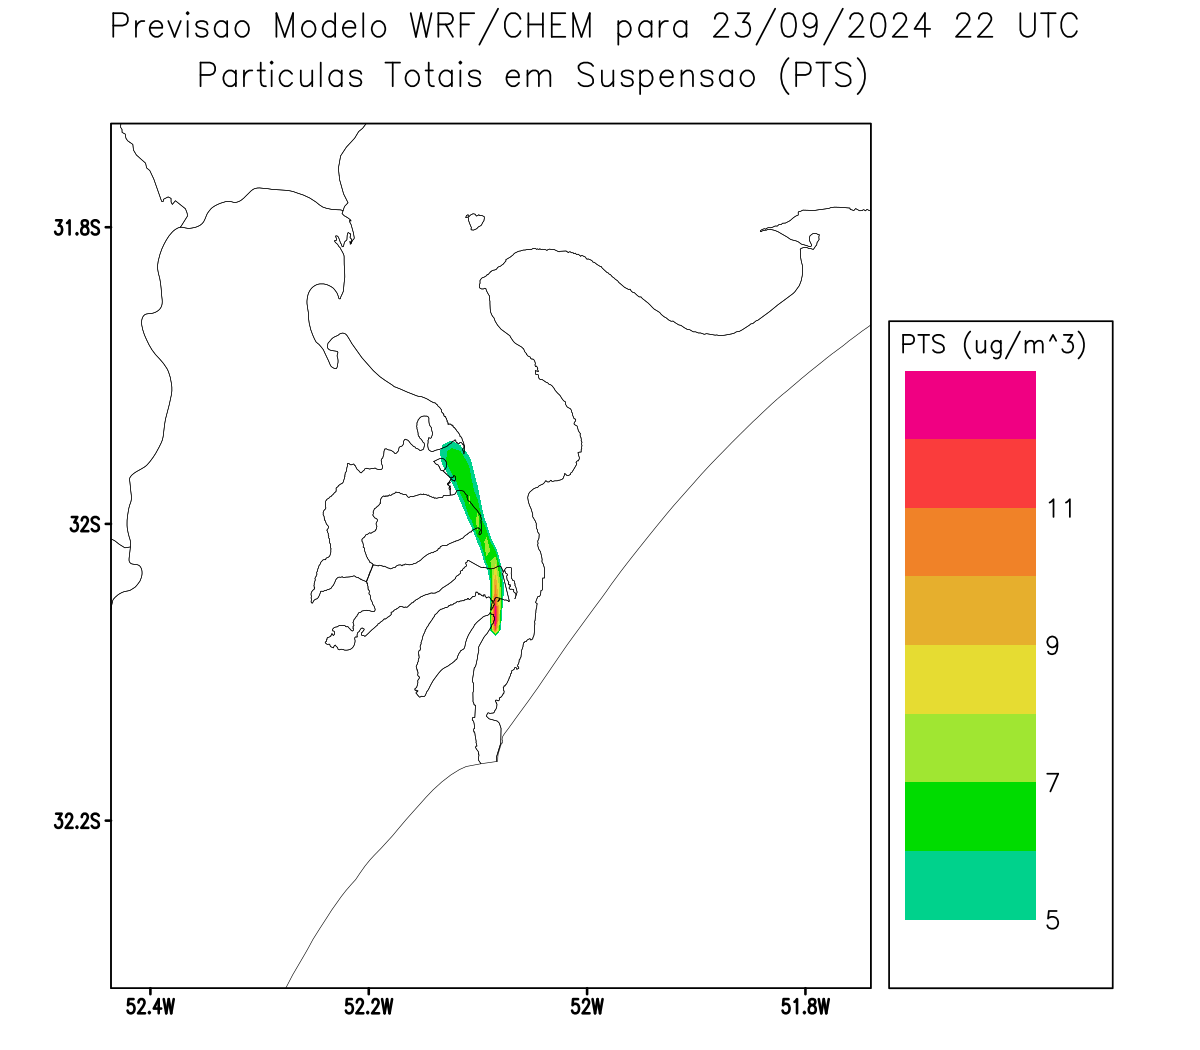 Previsao Modelo WRF/CHEM para 23/09/2024 22 UTC
Particulas Totais em Suspensao (PTS)
31.8S
32S
32.2S
52.4W 52.2W 52W 51.8W
PTS (ug/m^3)
11
9
7
5